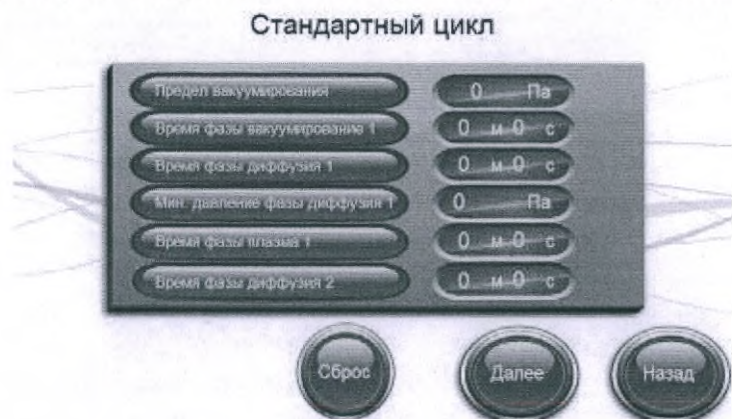 Стандартный цикл
Предел вакуумирования 0 Па
Время фазы вакуумирование 1 0 м 0 с
Время фазы диффузия 1 0 м 0 с
Мин. давление фазы диффузия 1 0 Па
Время фазы плазма 1 0 м 0 с
Время фазы диффузия 2 0 м 0 с
Сброс Далее Назад